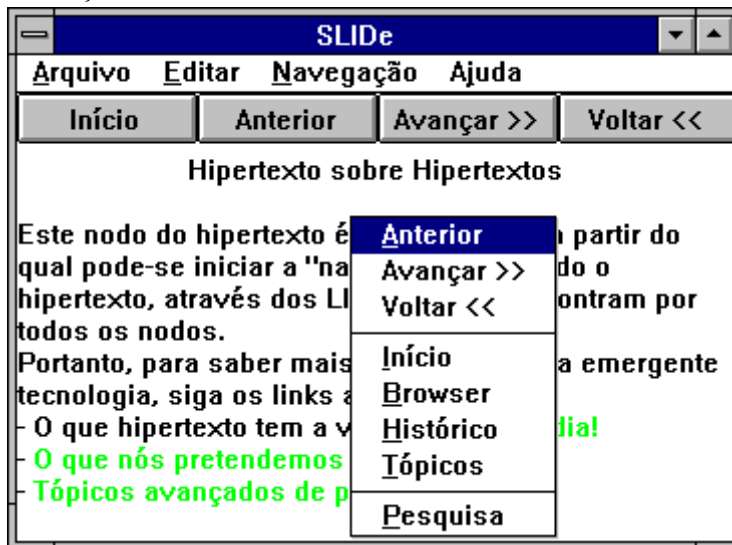 SLIDe
Arquivo Editar Navegação Ajuda
Início Anterior Avançar >> Voltar <<
Hipertexto sobre Hipertextos
Este nodo do hipertexto é partir do
qual pode-se iniciar a "na do o
hipertexto, através dos ontram por
todos os nodos.
Portanto, para saber mais a emergente
tecnologia, siga os links
- O que hipertexto tem a dia!
- O que nós pretendemos
- Tópicos avançados de
Anterior
Avançar >>
Voltar <<
Início
Browser
Histórico
Tópicos
Pesquisa